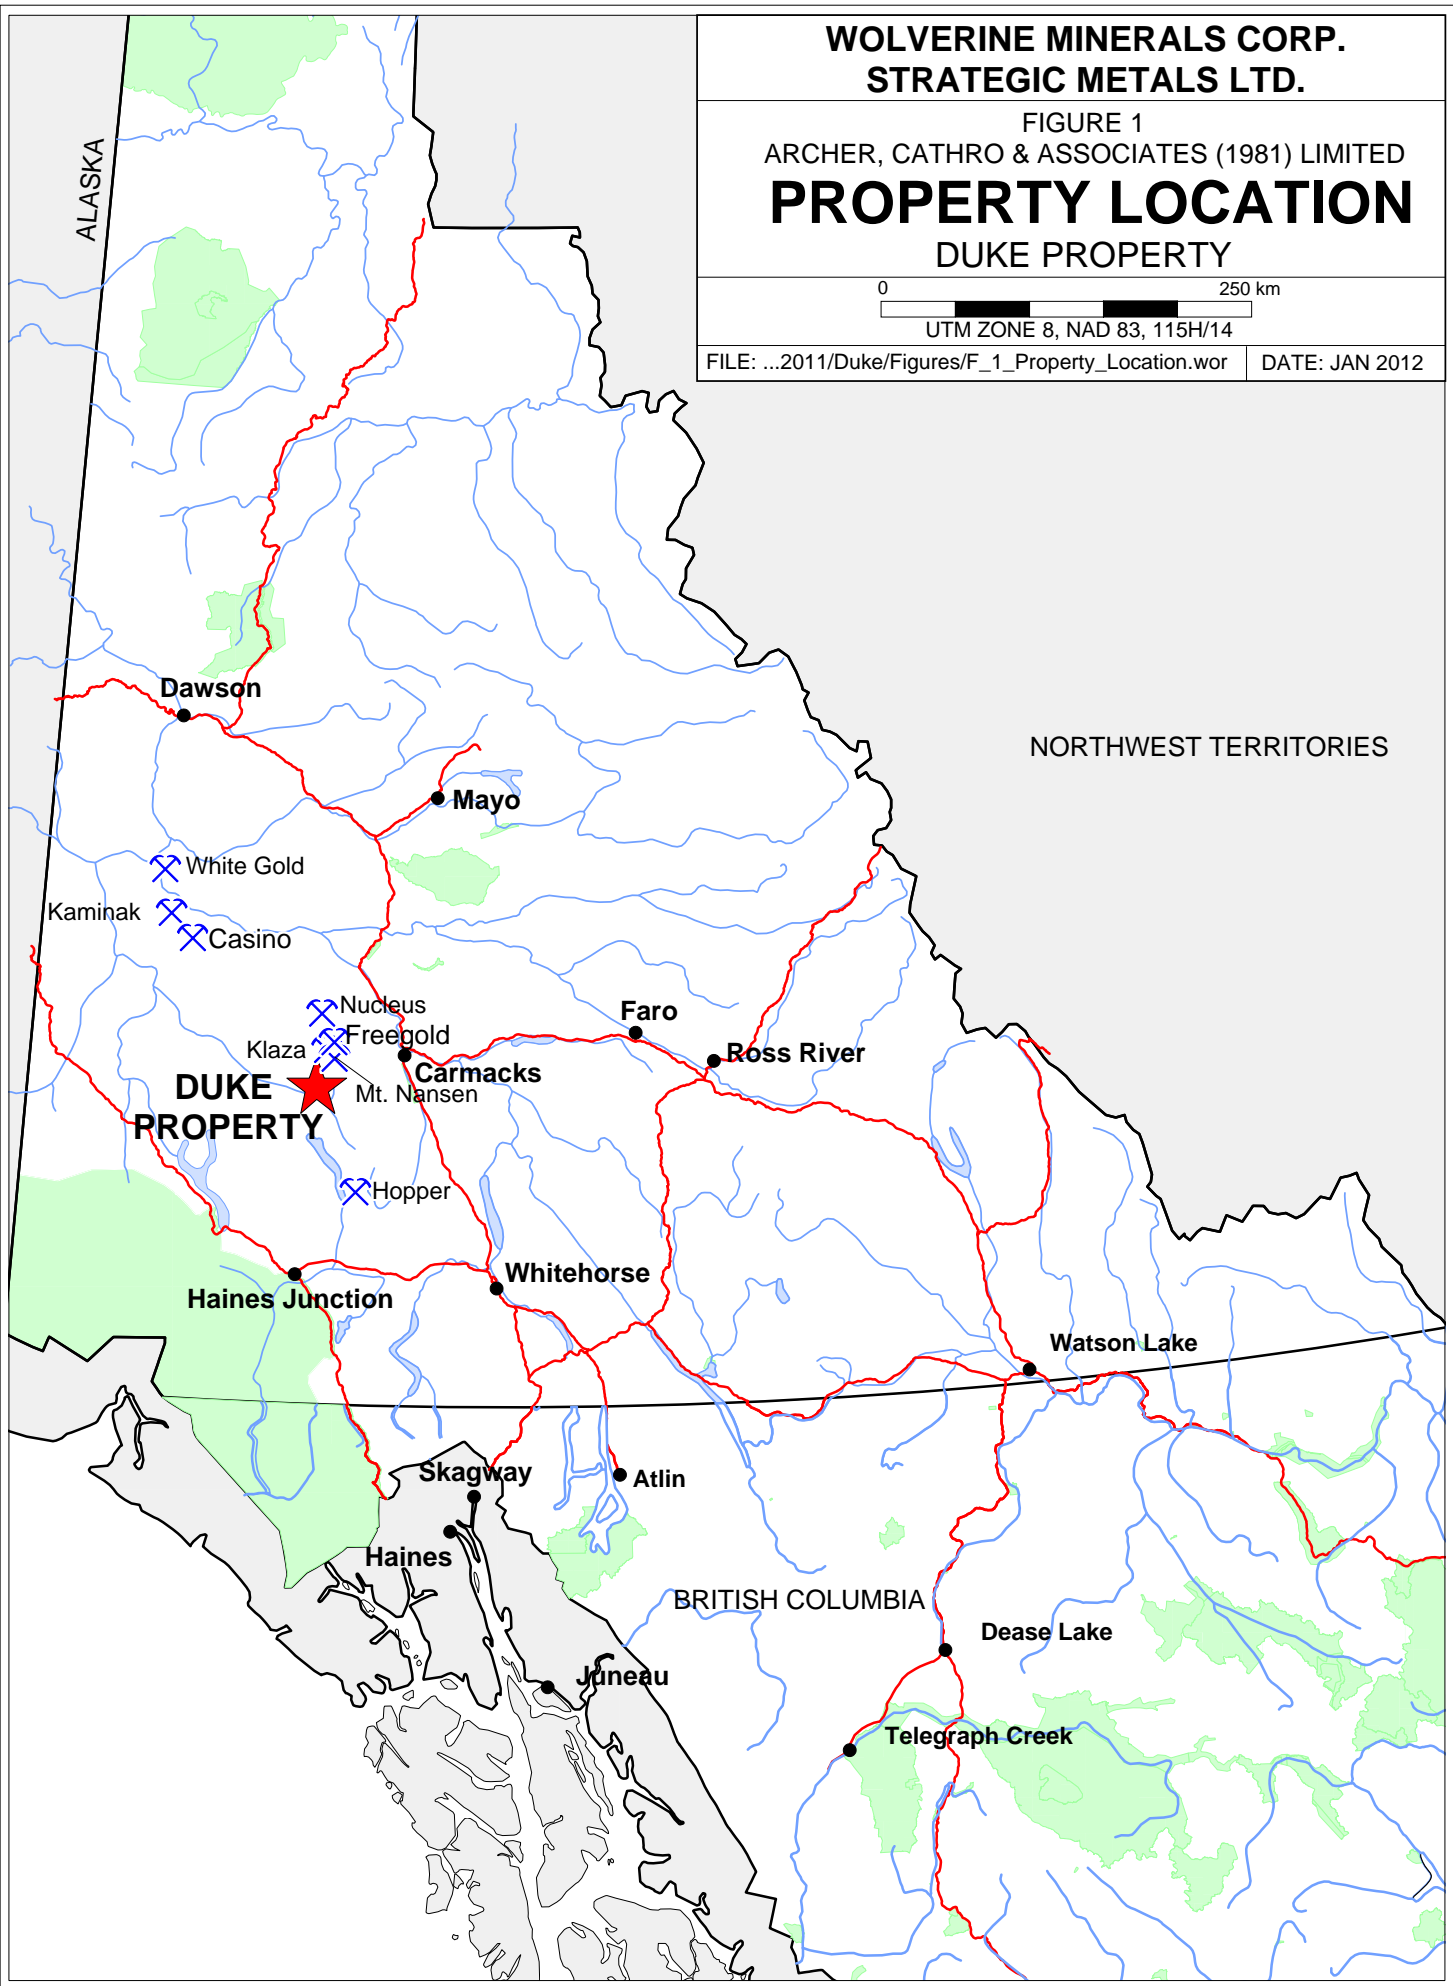 WOLVERINE MINERALS CORP.
STRATEGIC METALS LTD.
FIGURE 1
ARCHER, CATHRO & ASSOCIATES (1981) LIMITED
PROPERTY LOCATION
DUKE PROPERTY
0 250 km
UTM ZONE 8, NAD 83, 115H/14
FILE: ...2011/Duke/Figures/F_1_Property_Location.wor DATE: JAN 2012
ALASKA
Dawson
NORTHWEST TERRITORIES
Mayo
White Gold
Kaminak
Casino
Nucleus
Faro
Freegold
Klaza
Ross River
Carmacks
DUKE
PROPERTY
Mt. Nansen
Hopper
Whitehorse
Haines Junction
Watson Lake
Skagway
Atlin
Haines
BRITISH COLUMBIA
Dease Lake
Juneau
Telegraph Creek